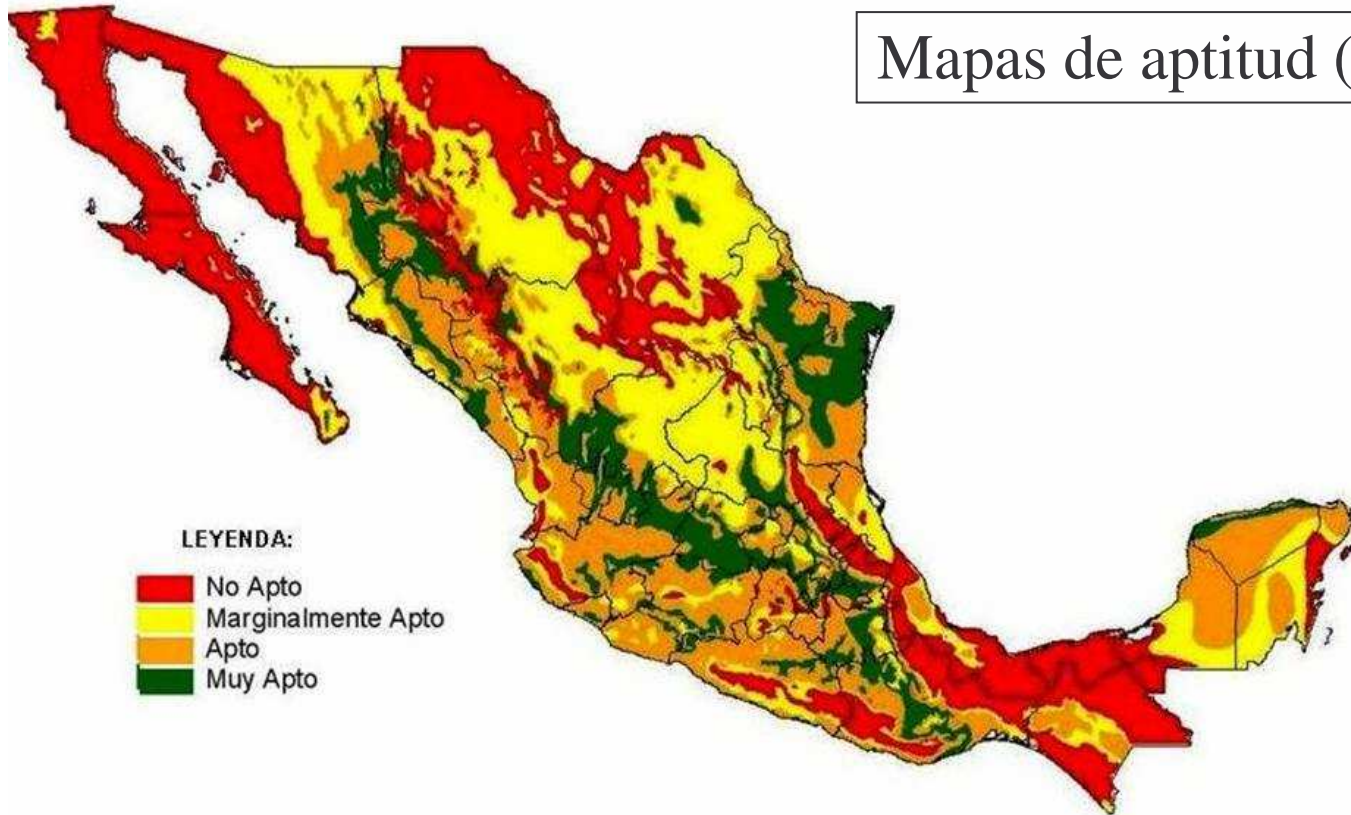 Mapas de aptitud (
LEYENDA:
No Apto
Marginalmente Apto
Apto
Muy Apto
?